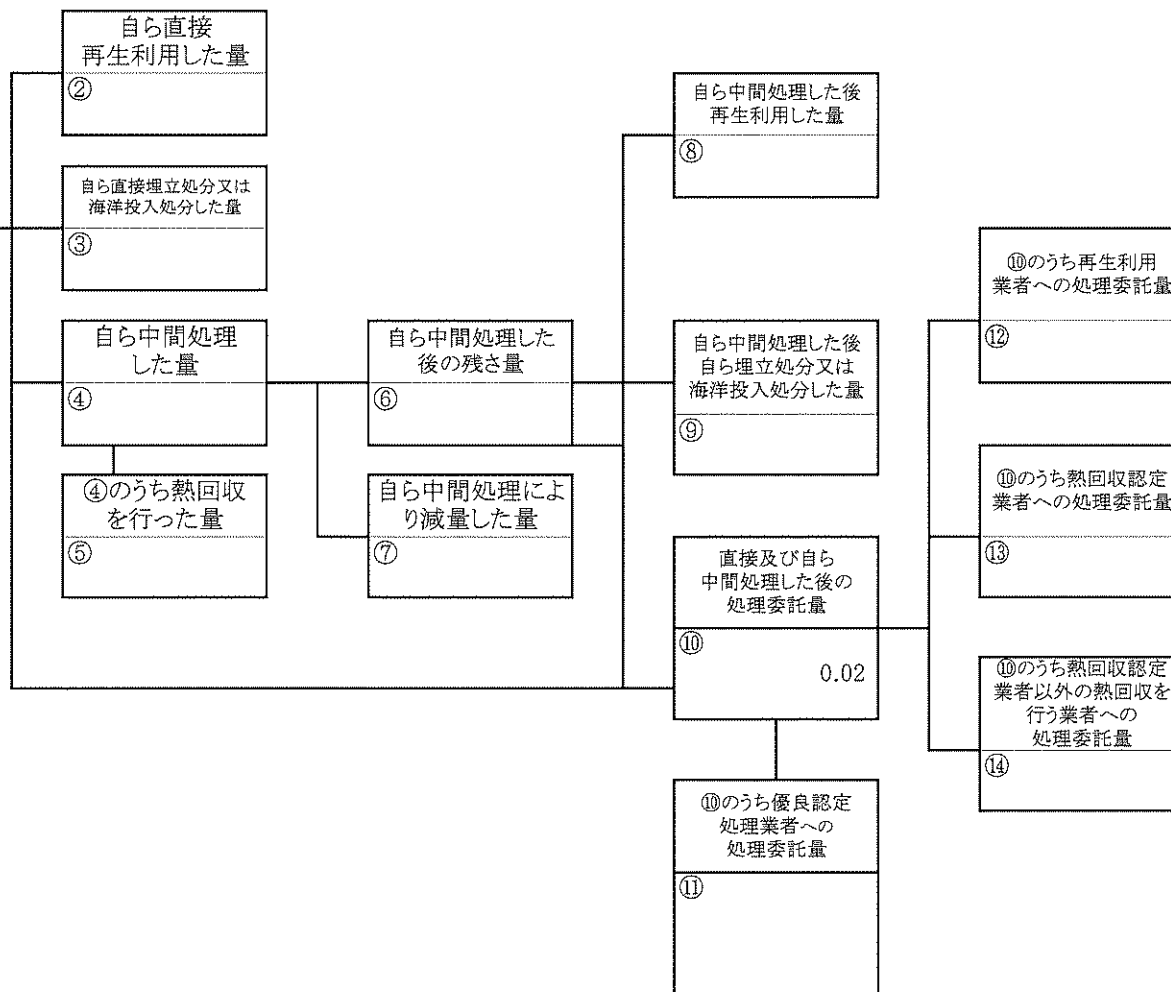 自ら直接
再生利用した量
②
自ら直接埋立処分又は
海洋投入処分した量
③
自ら中間処理
した量
④
④のうち熱回収
を行った量
⑤
自ら中間処理した
後の残さ量
⑥
自ら中間処理によ
り減量した量
⑦
自ら中間処理した後
再生利用した量
⑧
自ら中間処理した後
自ら埋立処分又は
海洋投入処分した量
⑨
直接及び自ら
中間処理した後の
処理委託量
⑩
0.02
⑩のうち優良認定
処理業者への
処理委託量
⑪
⑩のうち再生利用
業者への処理委託量
⑫
⑩のうち熱回収認定
業者への処理委託量
⑬
⑩のうち熱回収認定
業者以外の熱回収を
行う業者への
処理委託量
⑭